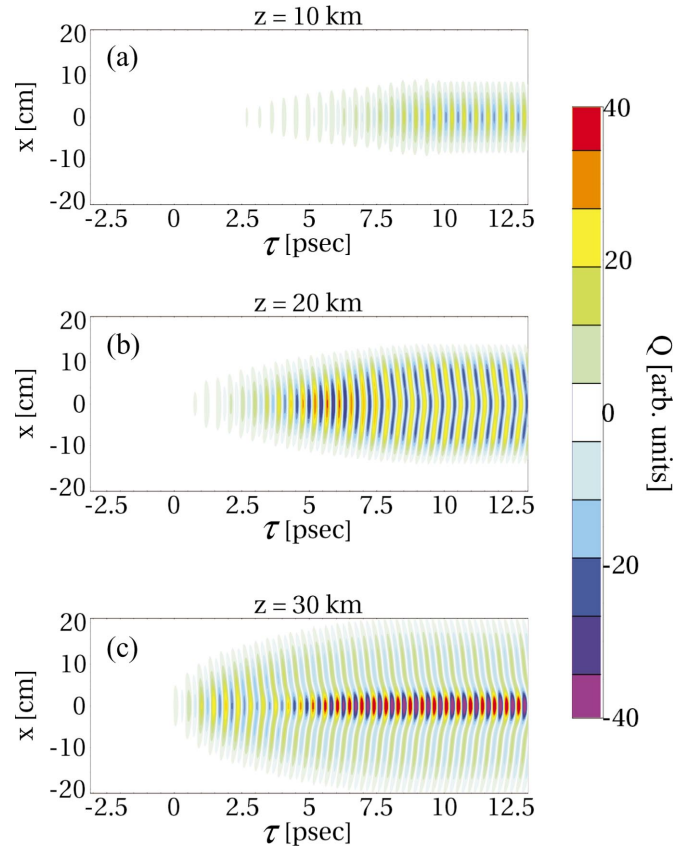 z = 10 km
(a)
20
10
0
-10
-20
x [cm]
-2.5 0 2.5 5 7.5 10 12.5
τ [psec]
z = 20 km
(b)
20
10
0
-10
-20
x [cm]
-2.5 0 2.5 5 7.5 10 12.5
τ [psec]
z = 30 km
(c)
20
10
0
-10
-20
x [cm]
-2.5 0 2.5 5 7.5 10 12.5
τ [psec]
40
20
0
-20
-40
Q [arb. units]